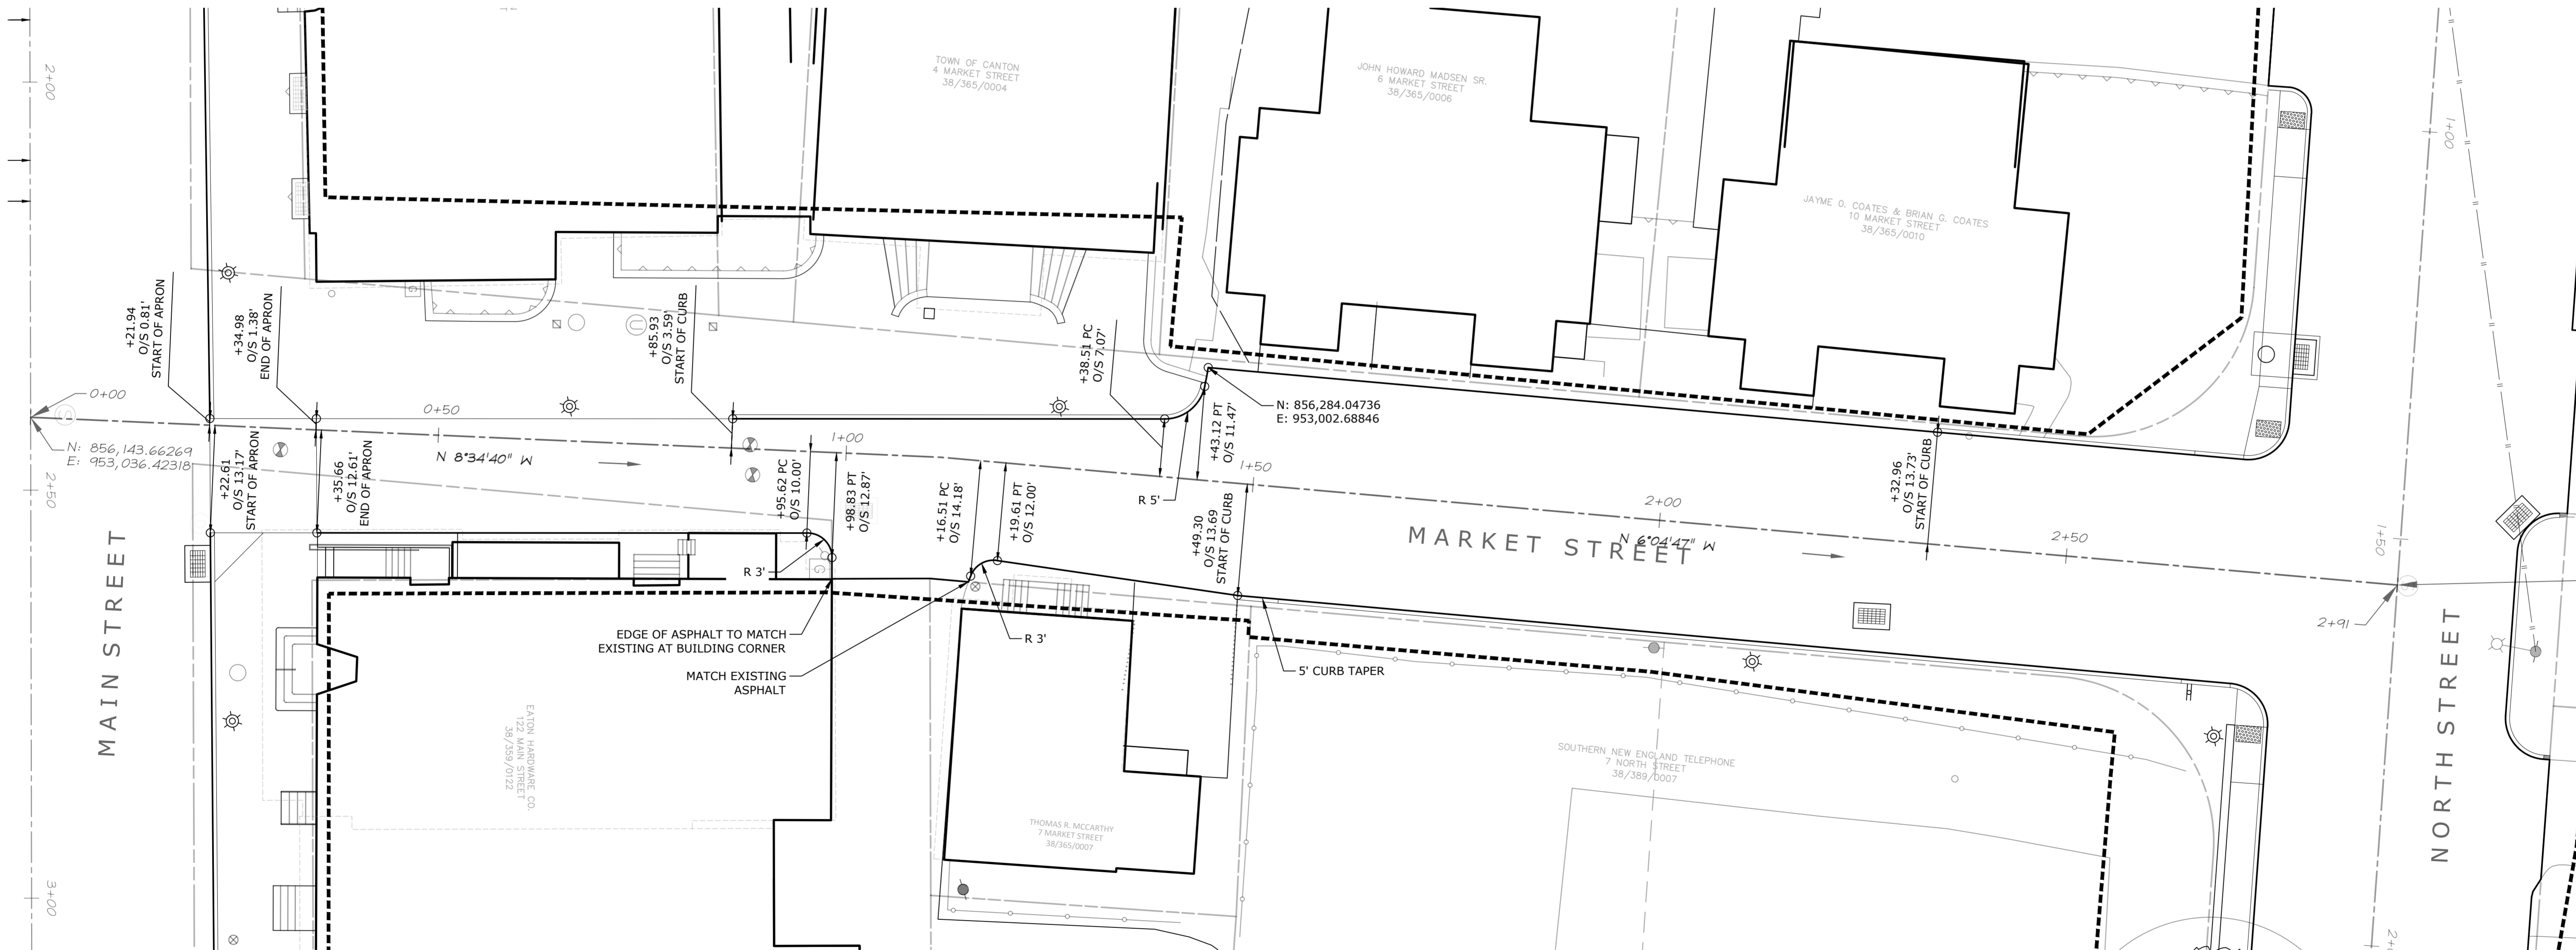 2+00
2+50
3+00
MAIN STREET
0+00
N: 856,143.66269
E: 953,036.42318
+21.94
O/S 0.81'
START OF APRON
+34.98
O/S 1.38'
END OF APRON
+22.61
O/S 13.17'
START OF APRON
+35.66
O/S 12.61'
END OF APRON
0+50
N 8°34'40" W
G
U
S
+85.93
O/S 3.59'
START OF CURB
1+00
+95.62 PC
O/S 10.00'
+98.83 PT
O/S 12.87'
R 3'
G
+16.51 PC
O/S 14.18'
+19.61 PT
O/S 12.00'
R 3'
EDGE OF ASPHALT TO MATCH
EXISTING AT BUILDING CORNER
MATCH EXISTING
ASPHALT
+38.51 PC
O/S 7.07'
+43.12 PT
O/S 11.47'
R 5'
N: 856,284.04736
E: 953,002.68846
1+50
+49.30
O/S 13.69
START OF CURB
5' CURB TAPER
MARKET STREET
N 6°04'47" W
2+00
+32.96
O/S 13.73'
START OF CURB
2+50
2+91
TOWN OF CANTON
4 MARKET STREET
38/365/0004
JOHN HOWARD MADSEN SR.
6 MARKET STREET
38/365/0006
JAYME O. COATES & BRIAN G. COATES
10 MARKET STREET
38/365/0010
EATON HARDWARE CO.
122 MAIN STREET
38/359/0122
THOMAS R. MCCARTHY
7 MARKET STREET
38/365/0007
SOUTHERN NEW ENGLAND TELEPHONE
7 NORTH STREET
38/389/0007
1+00
1+50
NORTH STREET